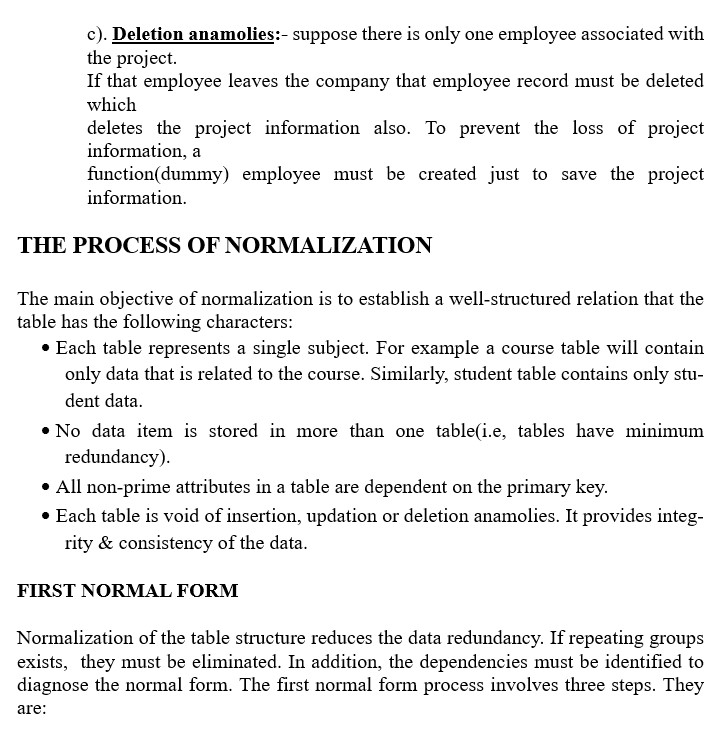 c). Deletion anamolies:- suppose there is only one employee associated with
the project.
If that employee leaves the company that employee record must be deleted
which
deletes the project information also. To prevent the loss of project
information, a
function(dummy) employee must be created just to save the project
information.
THE PROCESS OF NORMALIZATION
The main objective of normalization is to establish a well-structured relation that the
table has the following characters:
• Each table represents a single subject. For example a course table will contain
only data that is related to the course. Similarly, student table contains only stu-
dent data.
• No data item is stored in more than one table(i.e, tables have minimum
redundancy).
• All non-prime attributes in a table are dependent on the primary key.
• Each table is void of insertion, updation or deletion anamolies. It provides integ-
rity & consistency of the data.
FIRST NORMAL FORM
Normalization of the table structure reduces the data redundancy. If repeating groups
exists, they must be eliminated. In addition, the dependencies must be identified to
diagnose the normal form. The first normal form process involves three steps. They
are: